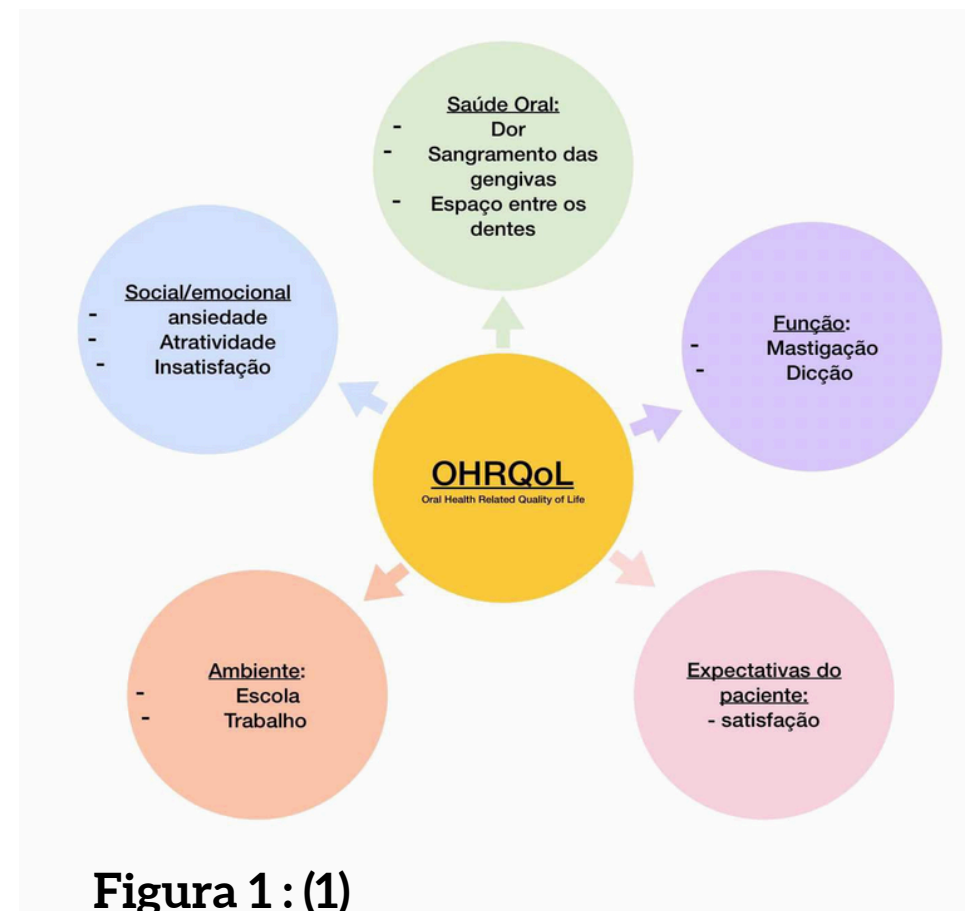 Saúde Oral:
- Dor
- Sangramento das
gengivas
- Espaço entre os
dentes
Social/emocional
- ansiedade
- Atratividade
- Insatisfação
Função:
- Mastigação
- Dicção
OHRQoL
Oral Health Related Quality of Life
Ambiente:
- Escola
- Trabalho
Expectativas do
paciente:
- satisfação
Figura 1 : (1)